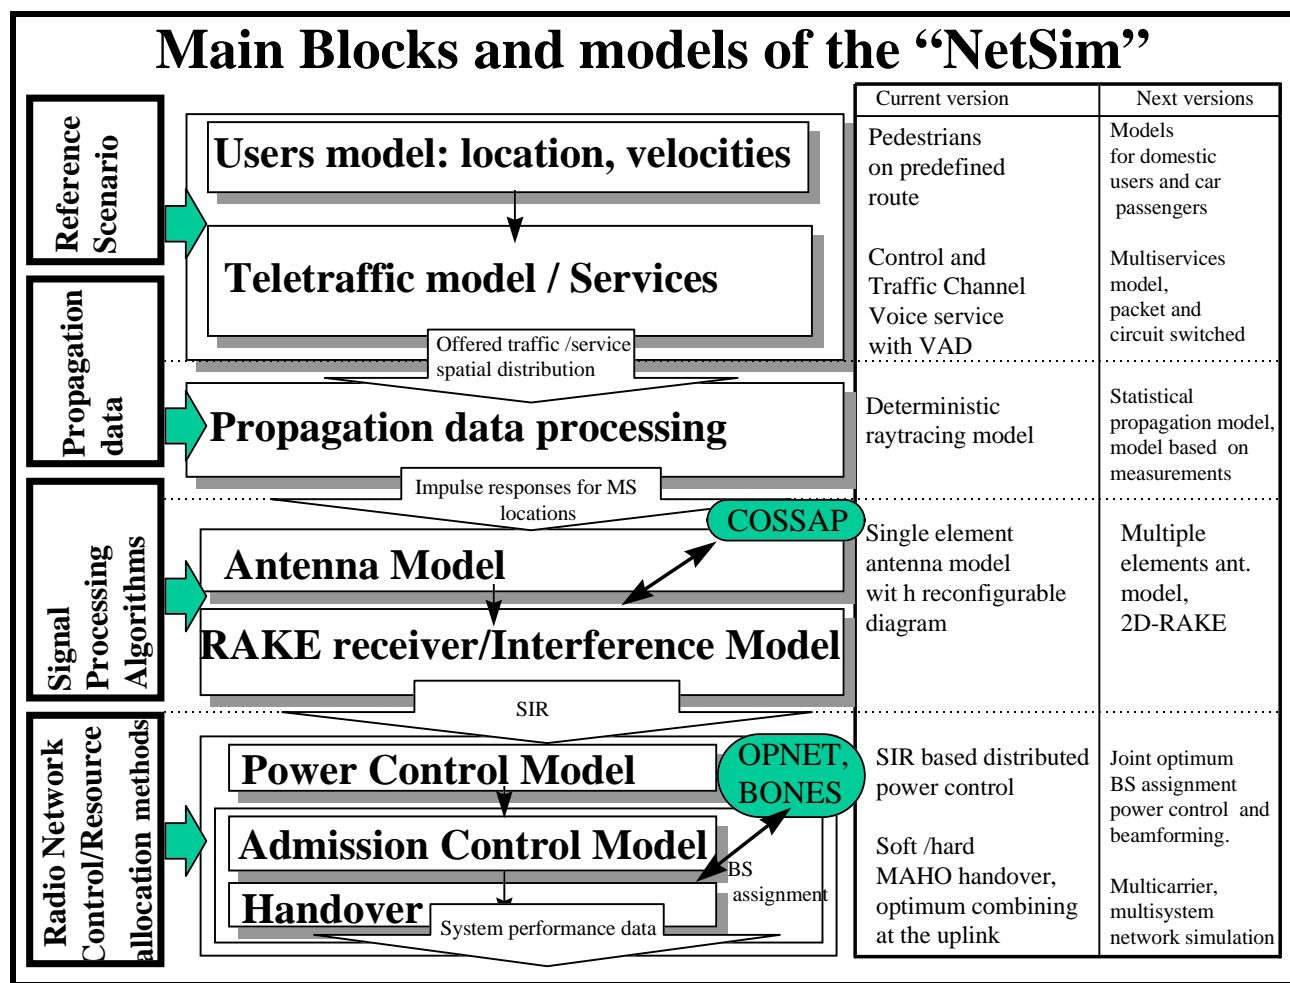 Main Blocks and models of the “NetSim”
Current version
Next versions
Reference
Scenario
Users model: location, velocities
Pedestrians
on predefined
route
Models
for domestic
users and car
passengers
Teletraffic model / Services
Control and
Traffic Channel
Voice service
with VAD
Multiservices
model,
packet and
circuit switched
Offered traffic /service
spatial distribution
Propagation
data
Propagation data processing
Deterministic
raytracing model
Statistical
propagation model,
model based on
measurements
Impulse responses for MS
locations
Signal
Processing
Algorithms
COSSAP
Antenna Model
RAKE receiver/Interference Model
Single element
antenna model
wit h reconfigurable
diagram
Multiple
elements ant.
model,
2D-RAKE
SIR
Radio Network
Control/Resource
allocation methods
Power Control Model
OPNET,
BONES
SIR based distributed
power control
Joint optimum
BS assignment
power control and
beamforming.
Admission Control Model
BS
assignment
Handover
Soft /hard
MAHO handover,
optimum combining
at the uplink
Multicarrier,
multisystem
network simulation
System performance data